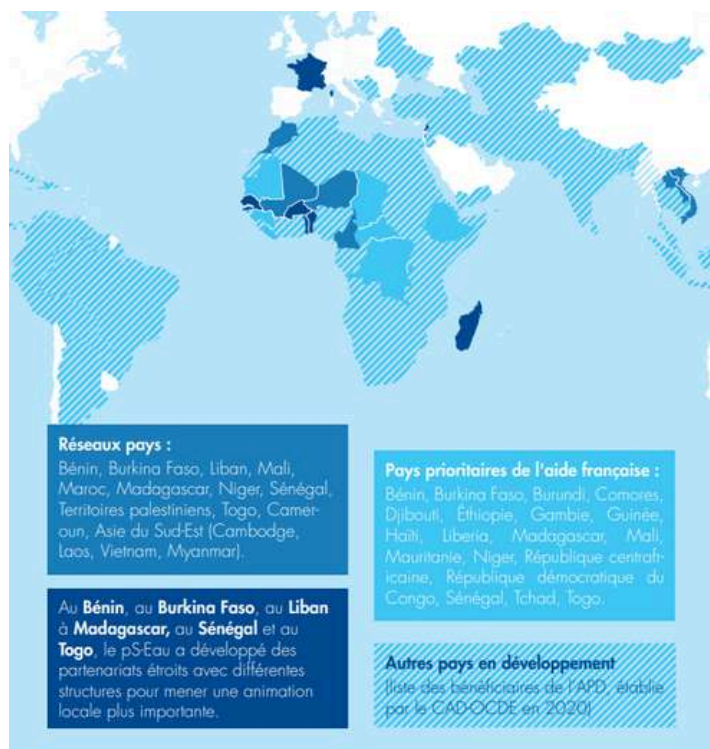 Réseaux pays :
Bénin, Burkina Faso, Liban, Mali,
Maroc, Madagascar, Niger, Sénégal,
Territoires palestiniens, Togo, Camer-
oun, Asie du Sud-Est (Cambodge,
Laos, Vietnam, Myanmar).
Au Bénin, au Burkina Faso, au Liban
à Madagascar, au Sénégal et au
Togo, le pS-Eau a développé des
partenariats étroits avec différentes
structures pour mener une animation
locale plus importante.
Pays prioritaires de l'aide française :
Bénin, Burkina Faso, Burundi, Comores,
Djibouti, Éthiopie, Gambie, Guinée,
Haïti, Liberia, Madagascar, Mali,
Mauritanie, Niger, République centrafr-
icaine, République démocratique du
Congo, Sénégal, Tchad, Togo.
Autres pays en développement
(liste des bénéficiaires de l'APD, établie
par le CAD-OCDE en 2020)